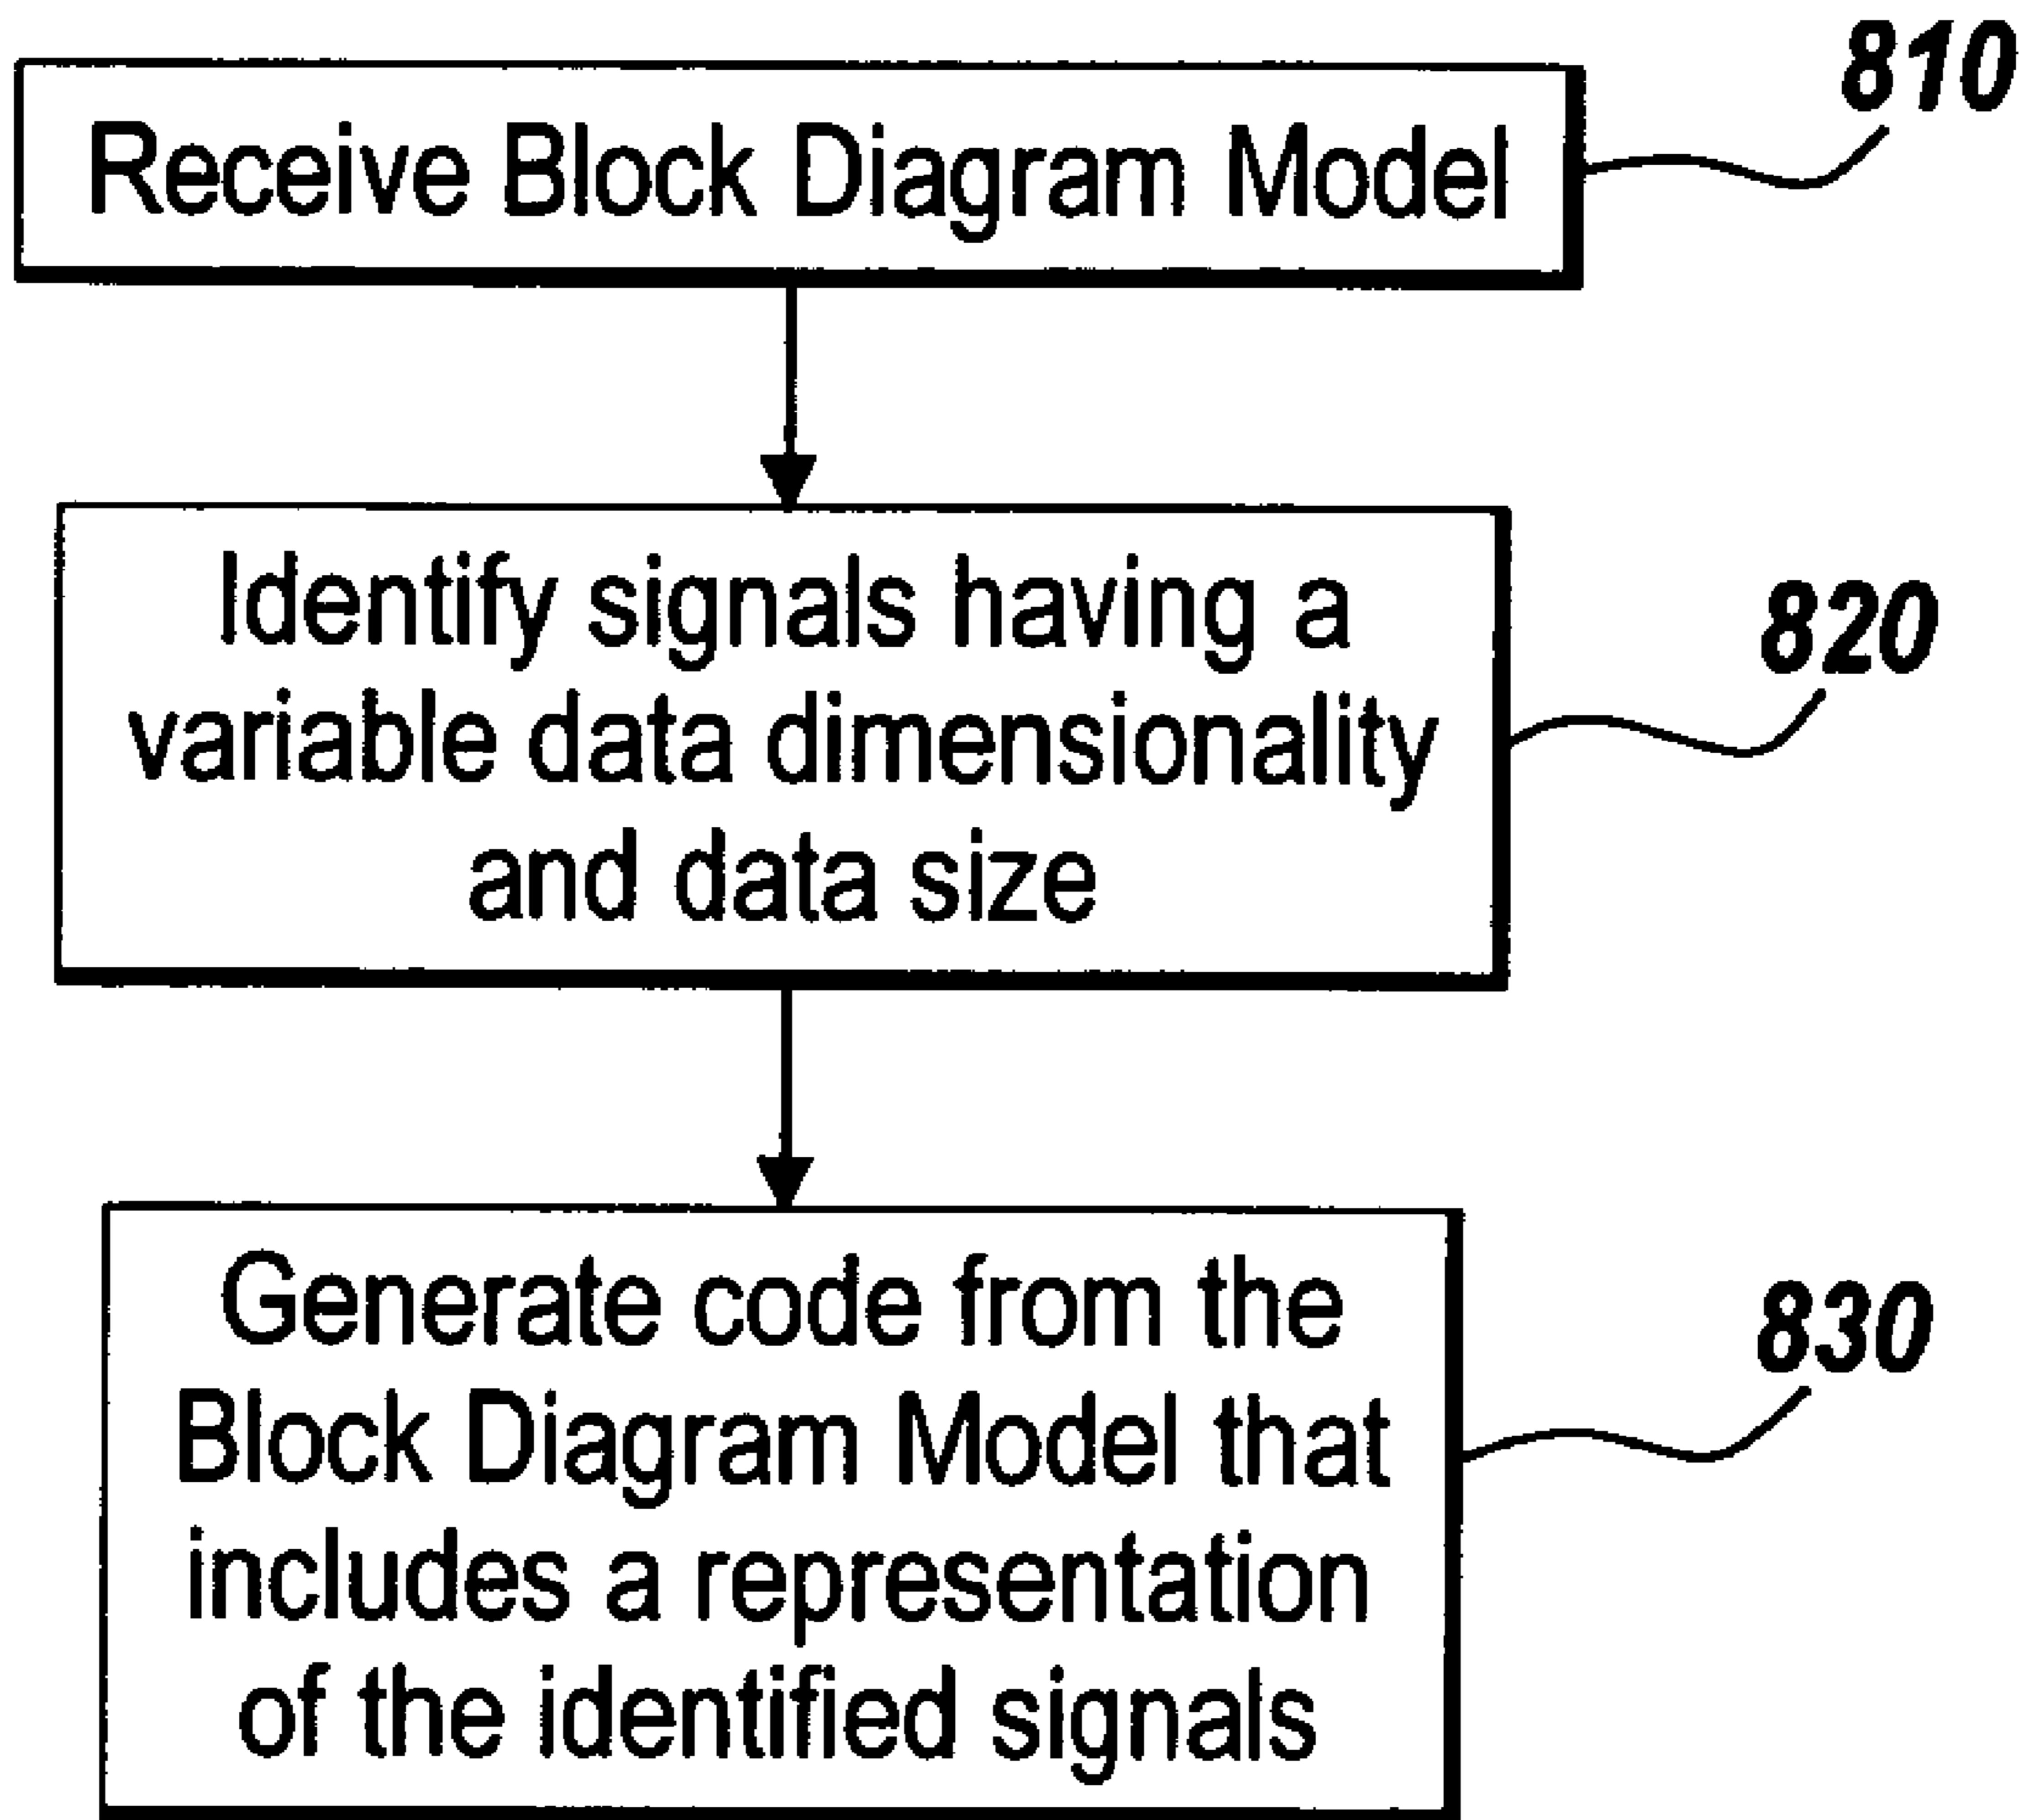 810
Receive Block Diagram Model
Identify signals having a
variable data dimensionality
and data size
820
Generate code from the
Block Diagram Model that
includes a representation
of the identified signals
830